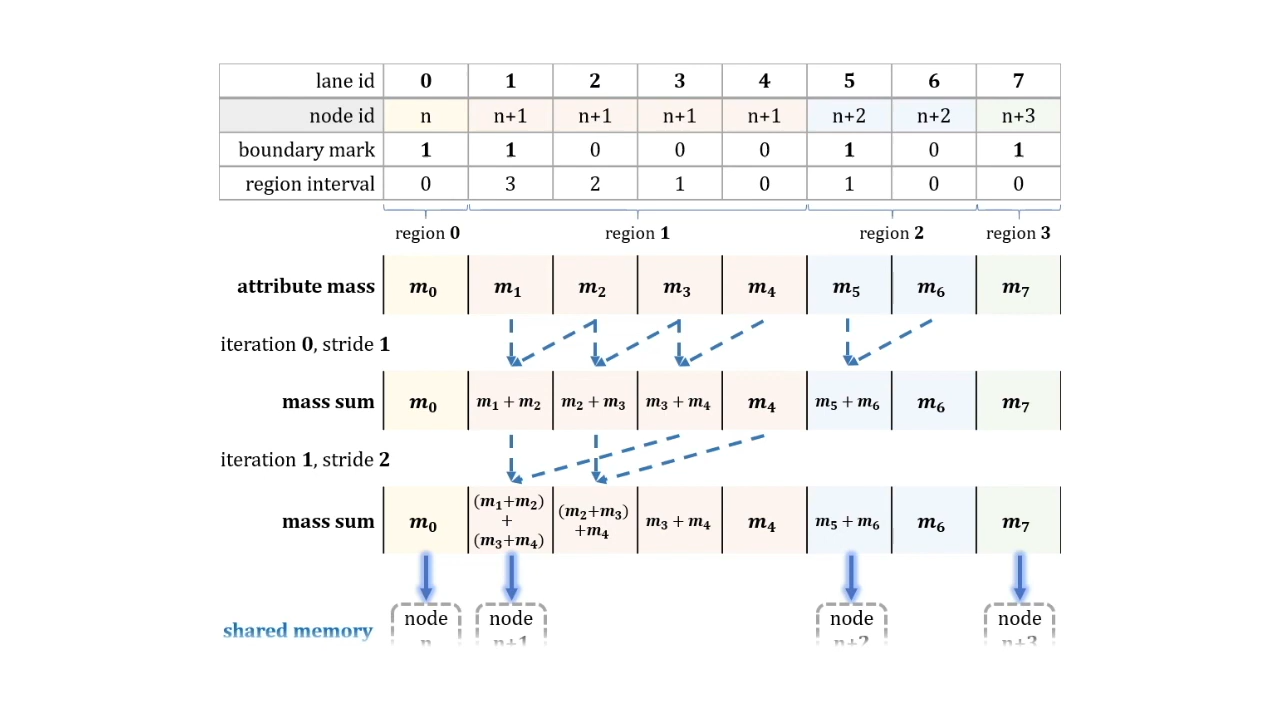 lane id 0 1 2 3 4 5 6 7
node id n n+1 n+1 n+1 n+1 n+2 n+2 n+3
boundary mark 1 1 0 0 0 1 0 1
region interval 0 3 2 1 0 1 0 0
region 0 region 1 region 2 region 3
attribute mass m₀ m₁ m₂ m₃ m₄ m₅ m₆ m₇
iteration 0, stride 1
mass sum m₀ m₁ + m₂ m₂ + m₃ m₃ + m₄ m₄ m₅ + m₆ m₆ m₇
iteration 1, stride 2
mass sum m₀ (m₁+m₂) + (m₃+m₄) (m₂+m₃) +m₄ m₃ + m₄ m₄ m₅ + m₆ m₆ m₇
node node node node
shared memory n n+1 n+2 n+3